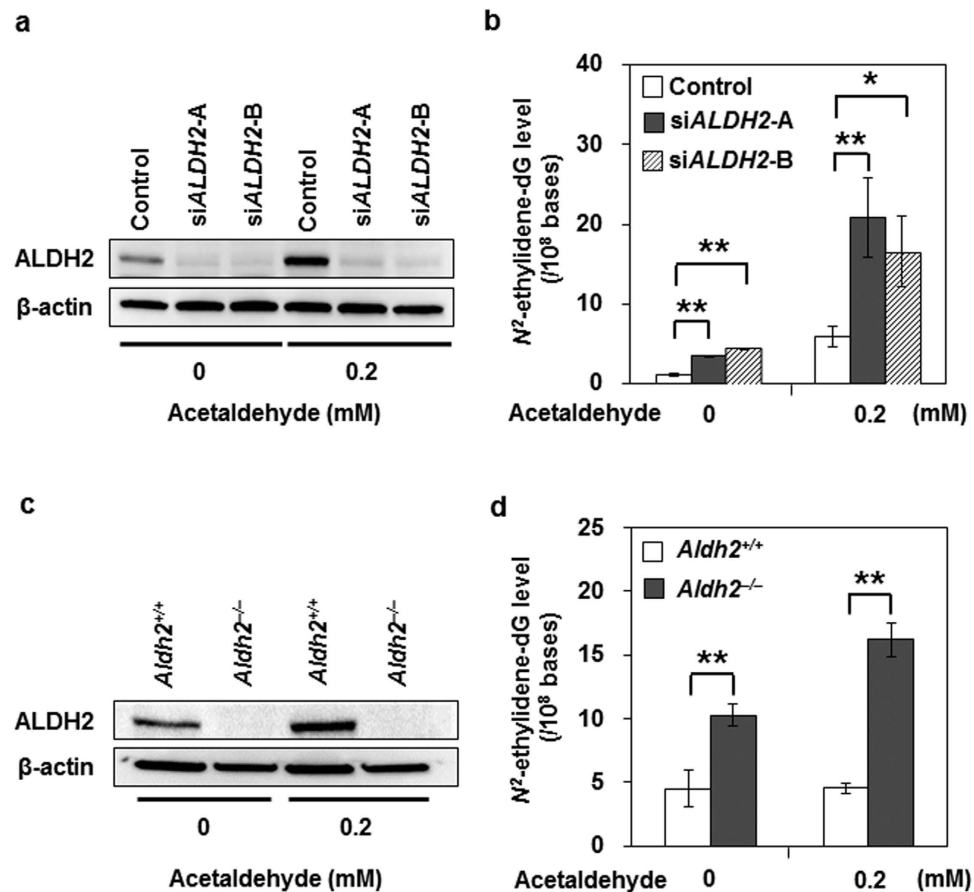 a
Control
siALDH2-A
siALDH2-B
Control
siALDH2-A
siALDH2-B
ALDH2
β-actin
0
0.2
Acetaldehyde (mM)
b
N²-ethylidene-dG level
(/10⁸ bases)
40
30
20
10
0
Control
siALDH2-A
siALDH2-B
**
**
**
*
Acetaldehyde
0
0.2
(mM)
c
Aldh2⁺/⁺
Aldh2⁻/⁻
Aldh2⁺/⁺
Aldh2⁻/⁻
ALDH2
β-actin
0
0.2
Acetaldehyde (mM)
d
N²-ethylidene-dG level
(/10⁸ bases)
25
20
15
10
5
0
Aldh2⁺/⁺
Aldh2⁻/⁻
**
**
Acetaldehyde
0
0.2
(mM)